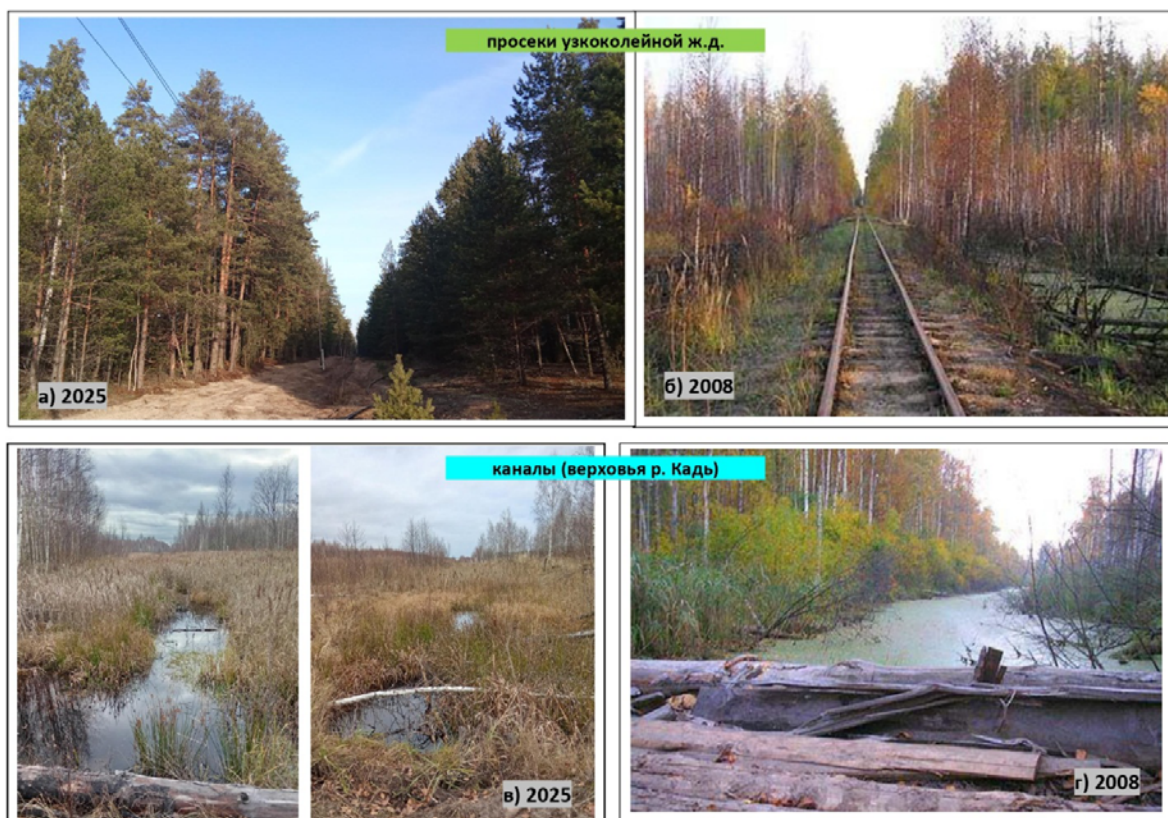 просеки узкоколейной ж.д.
а) 2025
б) 2008
каналы (верховья р. Кадь)
в) 2025
г) 2008